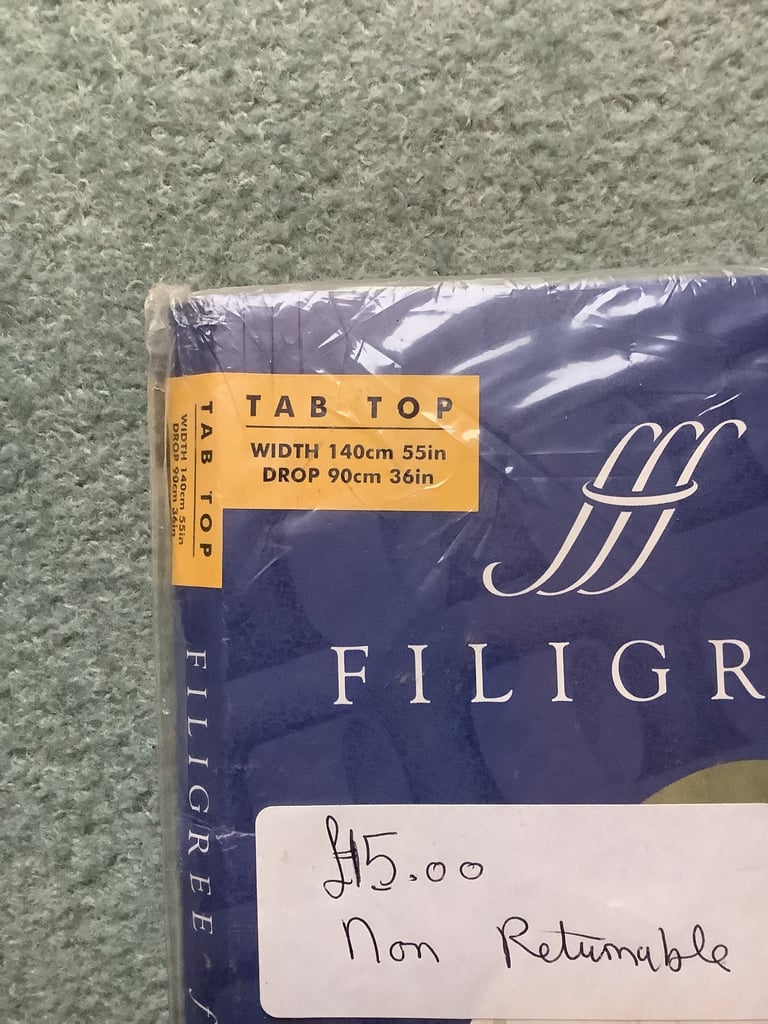 TAB TOP
WIDTH 140cm 55in
DROP 90cm 36in
TAB TOP
WIDTH 140cm 55in
DROP 90cm 36in
fff
FILIGR
FILIGREE f
£15.00
Non Returnable